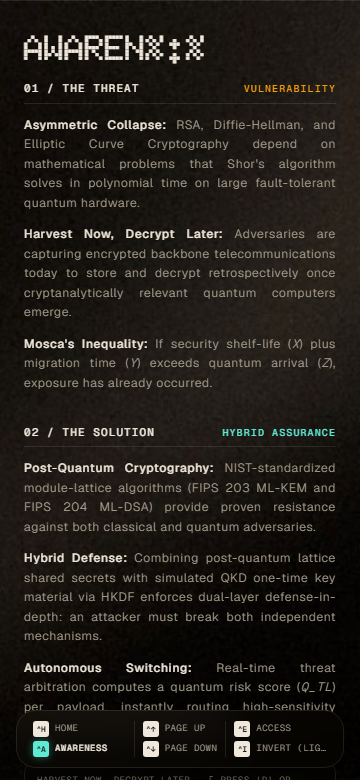 AWAREN%‡%
01 / THE THREAT VULNERABILITY
Asymmetric Collapse: RSA, Diffie-Hellman, and
Elliptic Curve Cryptography depend on
mathematical problems that Shor's algorithm
solves in polynomial time on large fault-tolerant
quantum hardware.
Harvest Now, Decrypt Later: Adversaries are
capturing encrypted backbone telecommunications
today to store and decrypt retrospectively once
cryptanalytically relevant quantum computers
emerge.
Mosca's Inequality: If security shelf-life (X) plus
migration time (Y) exceeds quantum arrival (Z),
exposure has already occurred.
02 / THE SOLUTION HYBRID ASSURANCE
Post-Quantum Cryptography: NIST-standardized
module-lattice algorithms (FIPS 203 ML-KEM and
FIPS 204 ML-DSA) provide proven resistance
against both classical and quantum adversaries.
Hybrid Defense: Combining post-quantum lattice
shared secrets with simulated QKD one-time key
material via HKDF enforces dual-layer defense-in-
depth: an attacker must break both independent
mechanisms.
Autonomous Switching: Real-time threat
arbitration computes a quantum risk score (Q_TL)
per payload, instantly routing high-sensitivity
^H HOME ^↑ PAGE UP ^E ACCESS
^A AWARENESS ^↓ PAGE DOWN ^I INVERT (LIG…